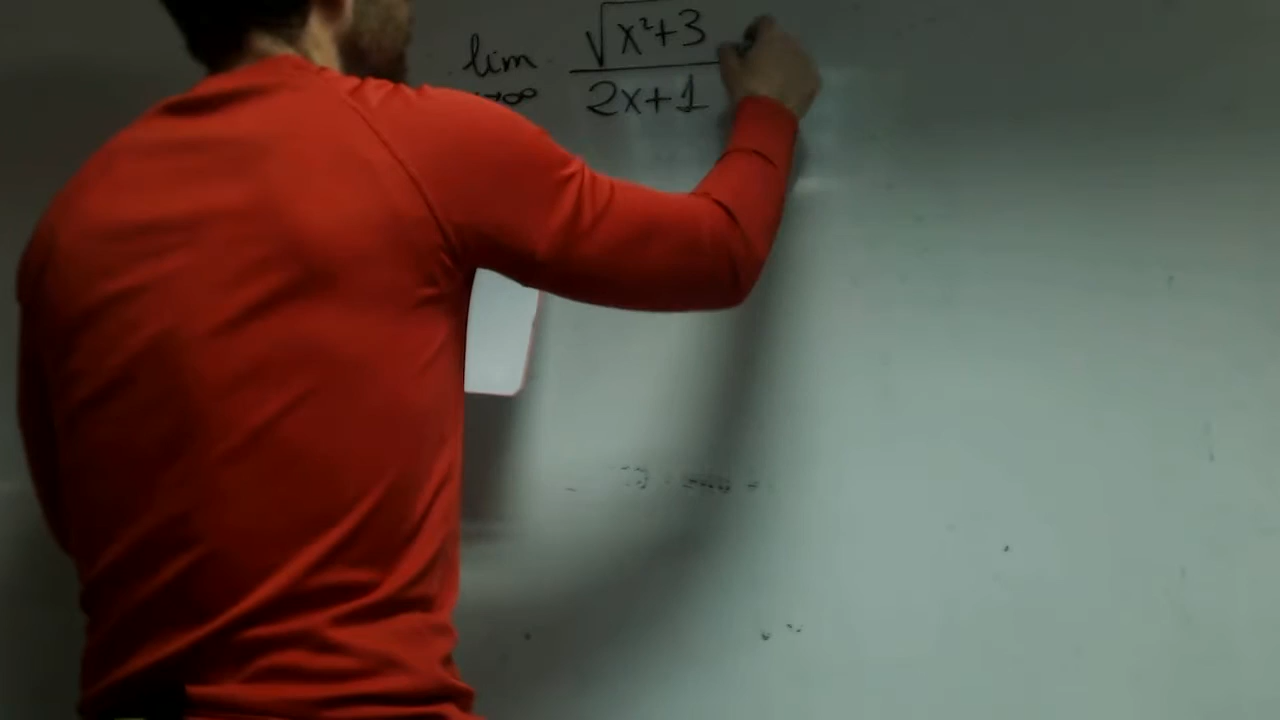 lim √x²+3
→∞ 2x+1